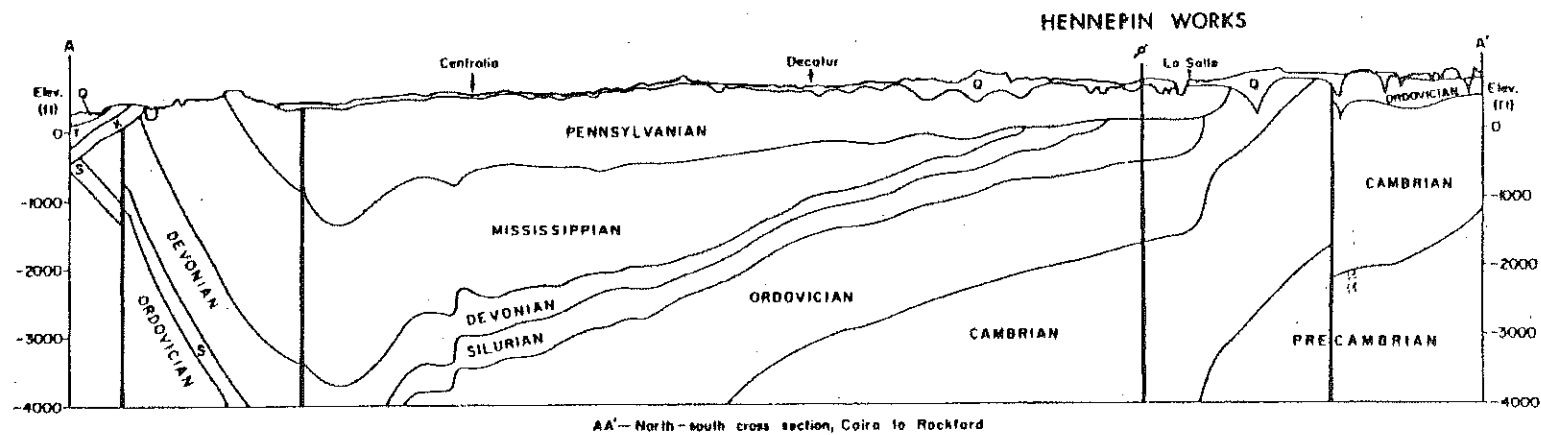 HENNEPIN WORKS
A A'
Centralia Decatur La Salle
Elev. (ft) Q Q Q ORDOVICIAN Elev. (ft)
T K
0 PENNSYLVANIAN 0
S
-1000 CAMBRIAN -1000
MISSISSIPPIAN
DEVONIAN
-2000 -2000
ORDOVICIAN DEVONIAN ORDOVICIAN
-3000 S SILURIAN CAMBRIAN PRE CAMBRIAN -3000
-4000 -4000
AA'—North-south cross section, Cairo to Rockford